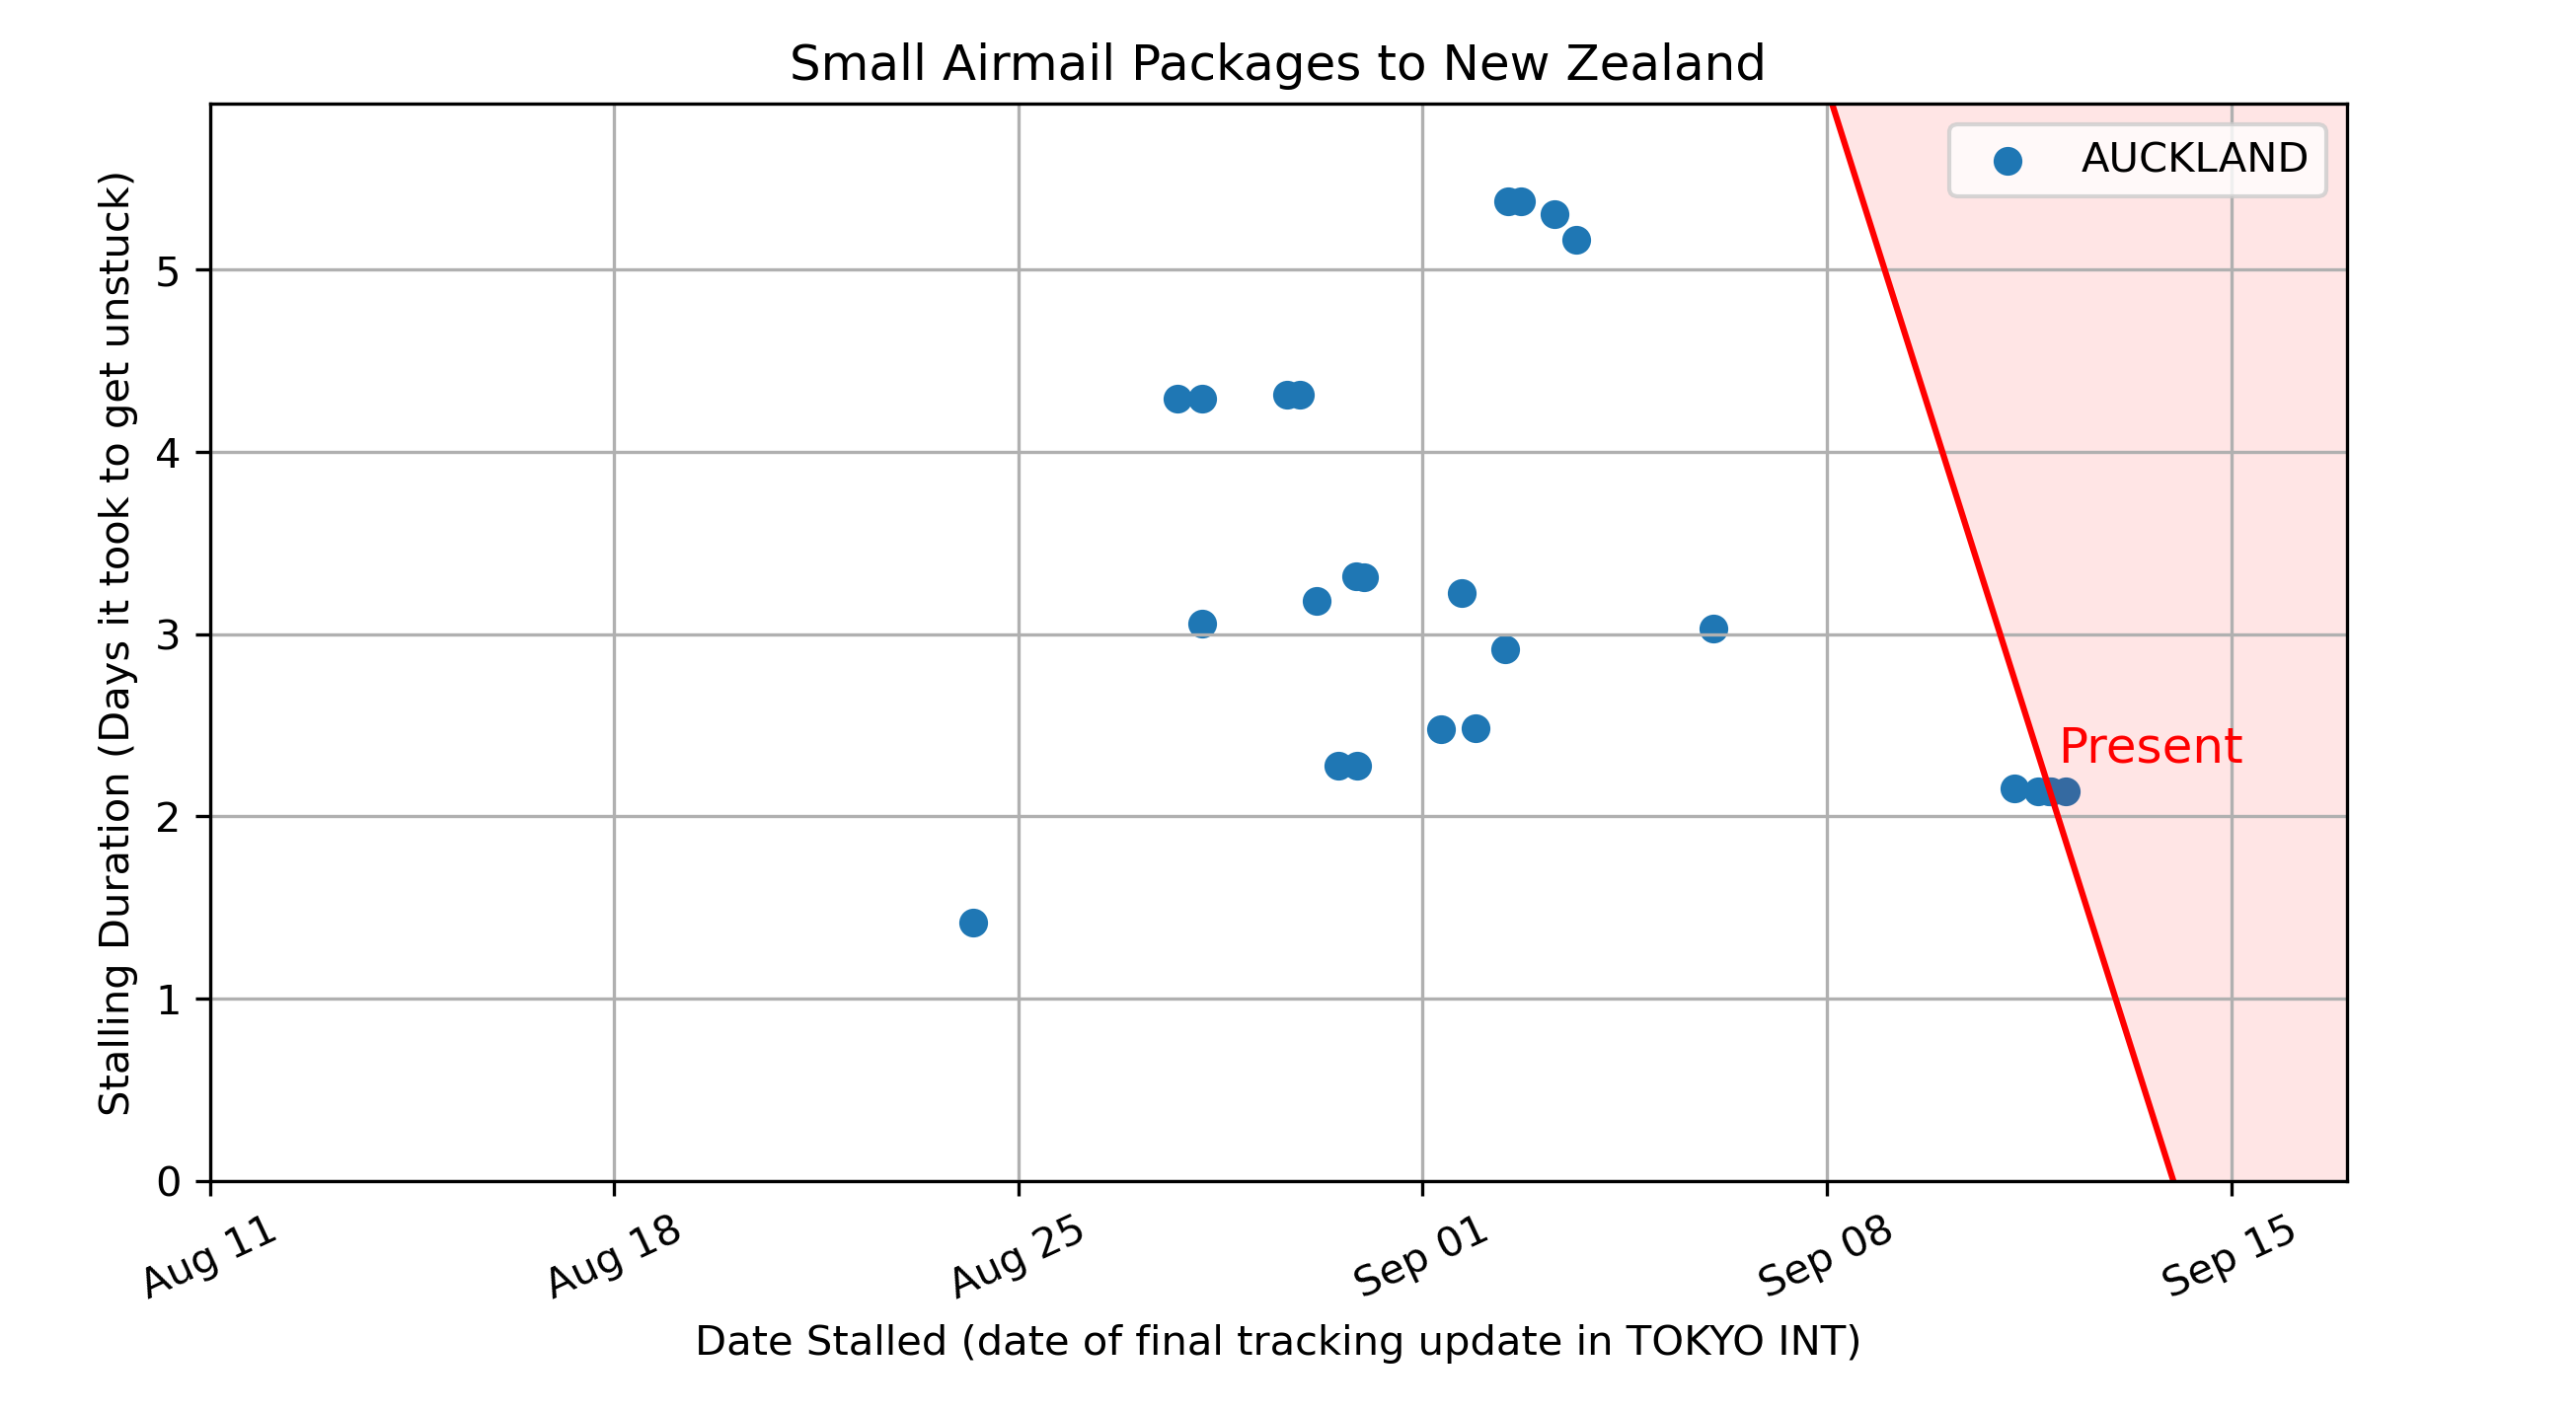 Small Airmail Packages to New Zealand
AUCKLAND
Stalling Duration (Days it took to get unstuck)
5
4
3
2
1
0
Present
Aug 11
Aug 18
Aug 25
Sep 01
Sep 08
Sep 15
Date Stalled (date of final tracking update in TOKYO INT)